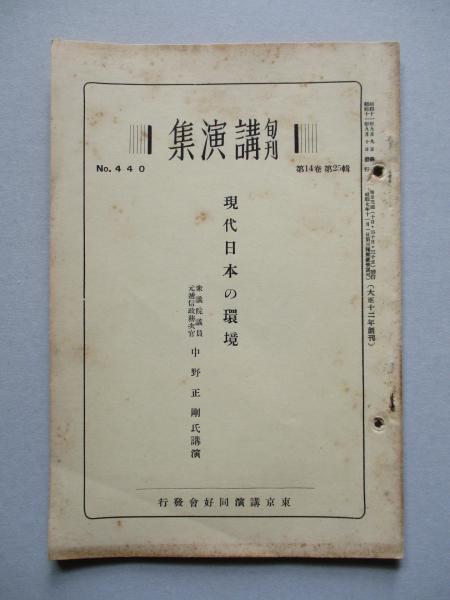 旬刊講演集
第14巻 第25輯
No.440
現代日本の環境
衆議院議員
元逓信政務次官
中野正剛氏講演
東京講演同好會發行
(大正十二年創刊)